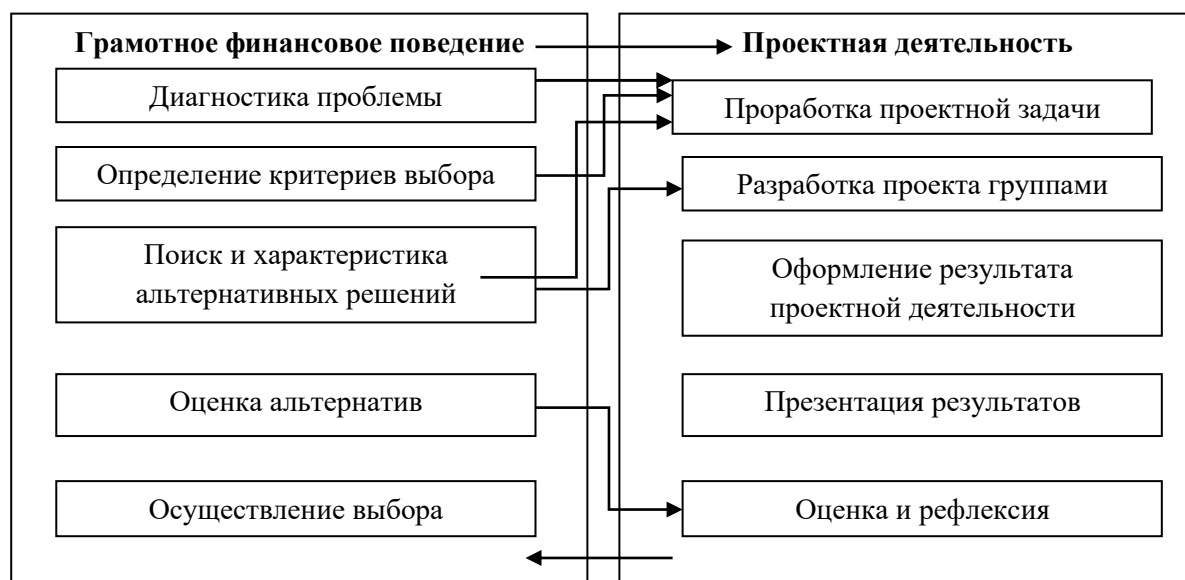 Грамотное финансовое поведение
Диагностика проблемы
Определение критериев выбора
Поиск и характеристика
альтернативных решений
Оценка альтернатив
Осуществление выбора
Проектная деятельность
Проработка проектной задачи
Разработка проекта группами
Оформление результата
проектной деятельности
Презентация результатов
Оценка и рефлексия